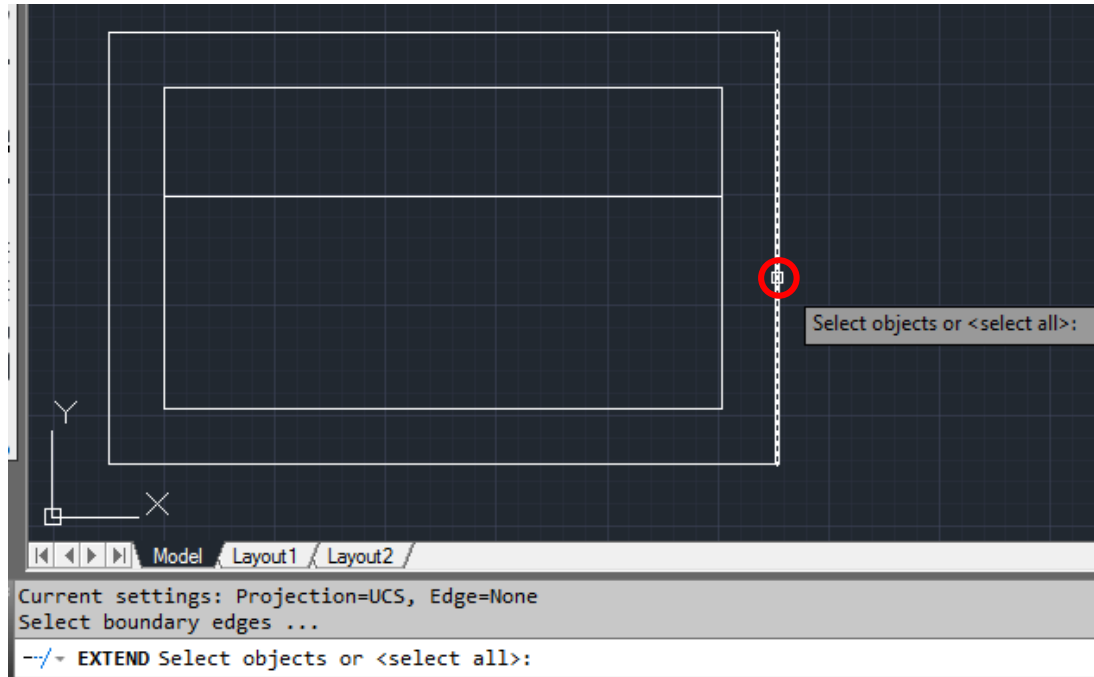 Select objects or <select all>:
Y
X
Model Layout1 Layout2
Current settings: Projection=UCS, Edge=None
Select boundary edges ...
EXTEND Select objects or <select all>: